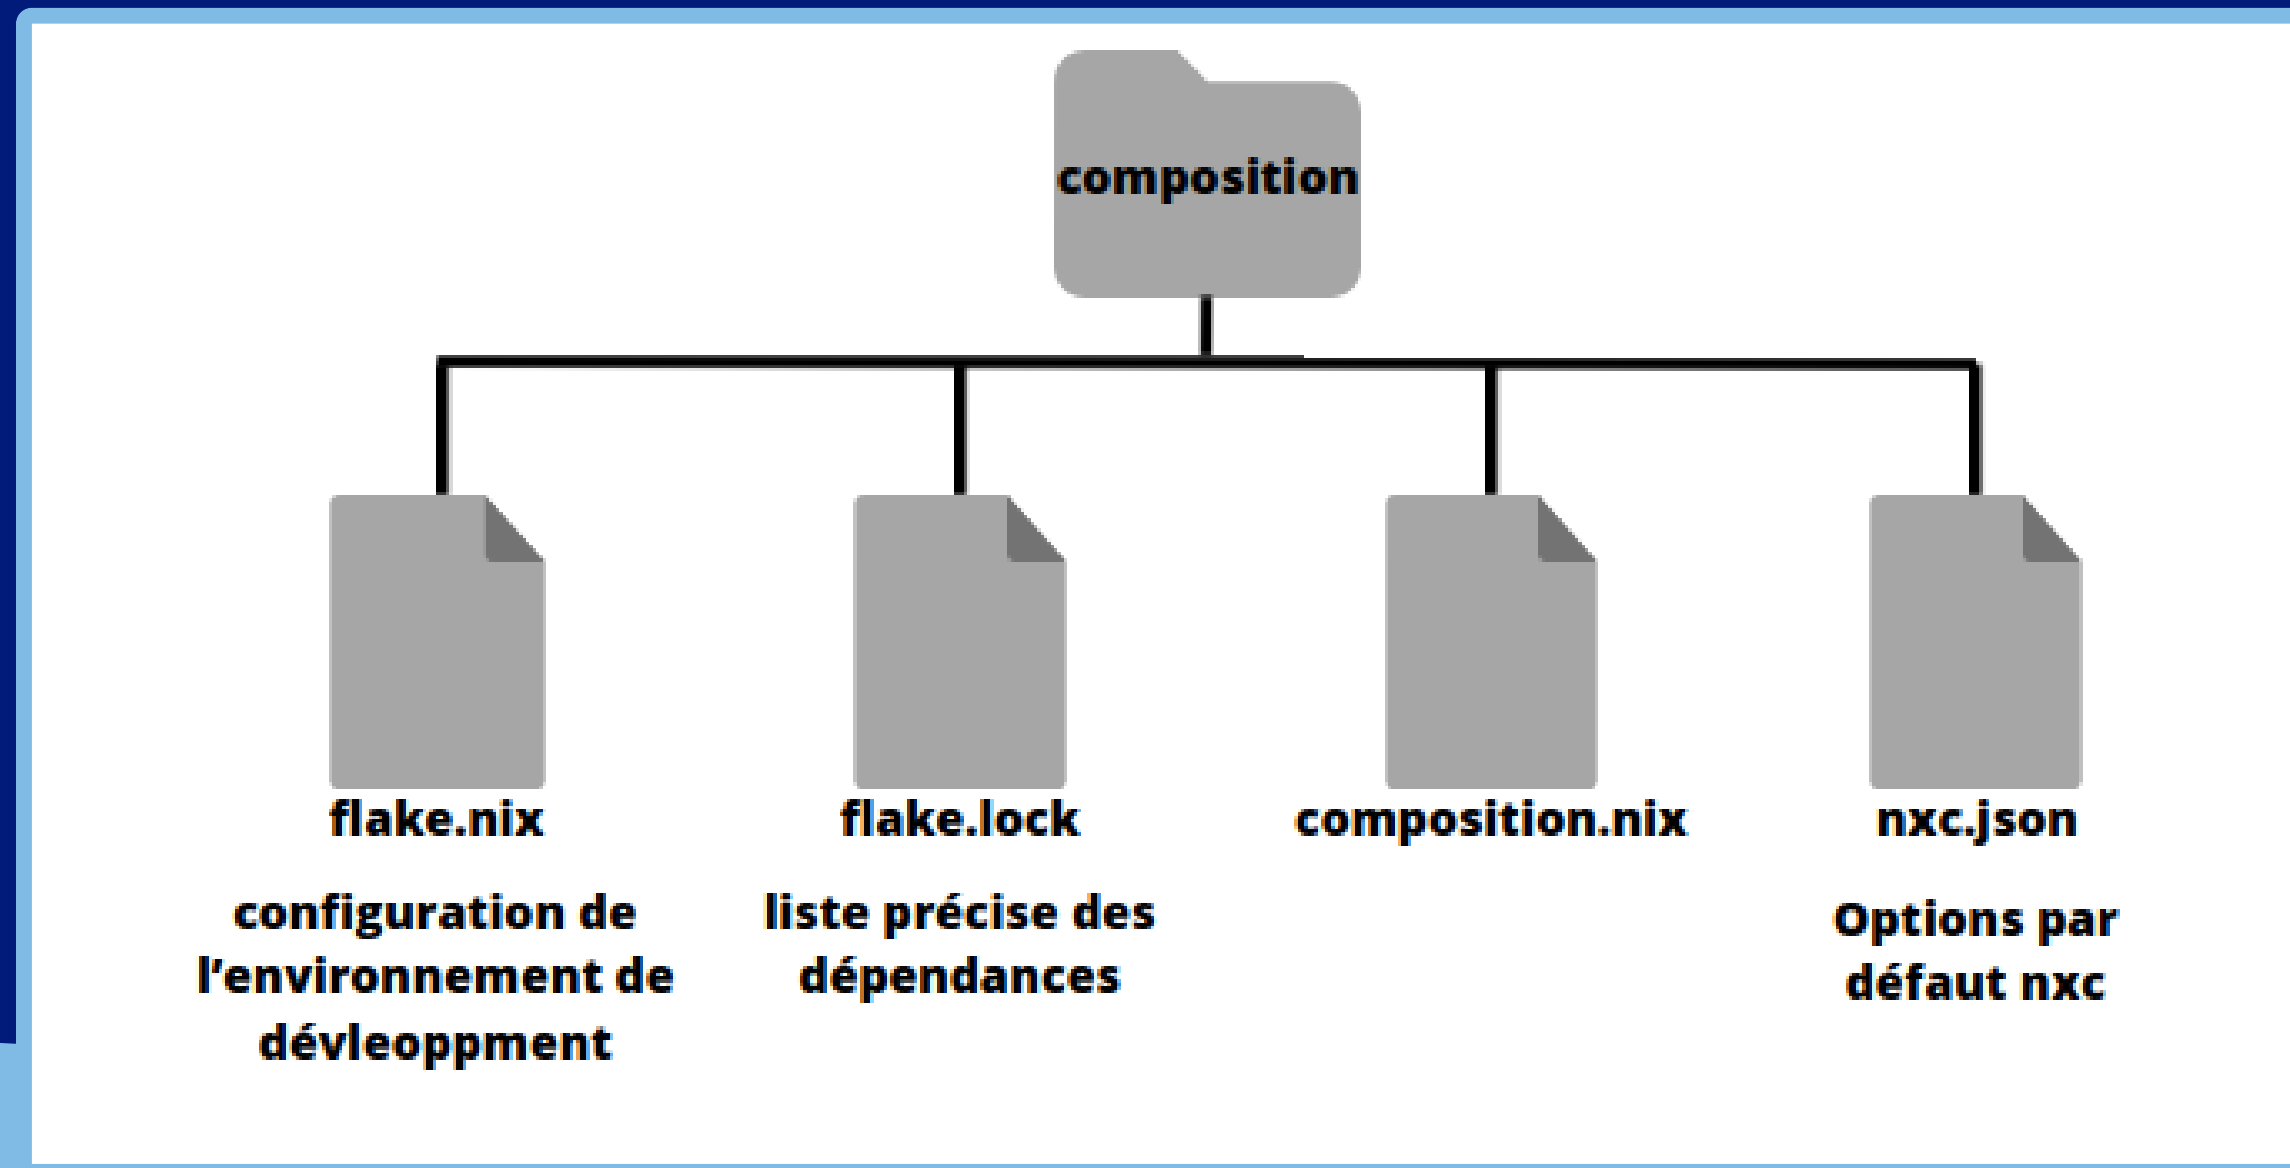 composition
flake.nix
configuration de
l'environnement de
dévleoppment
flake.lock
liste précise des
dépendances
composition.nix
nxc.json
Options par
défaut nxc